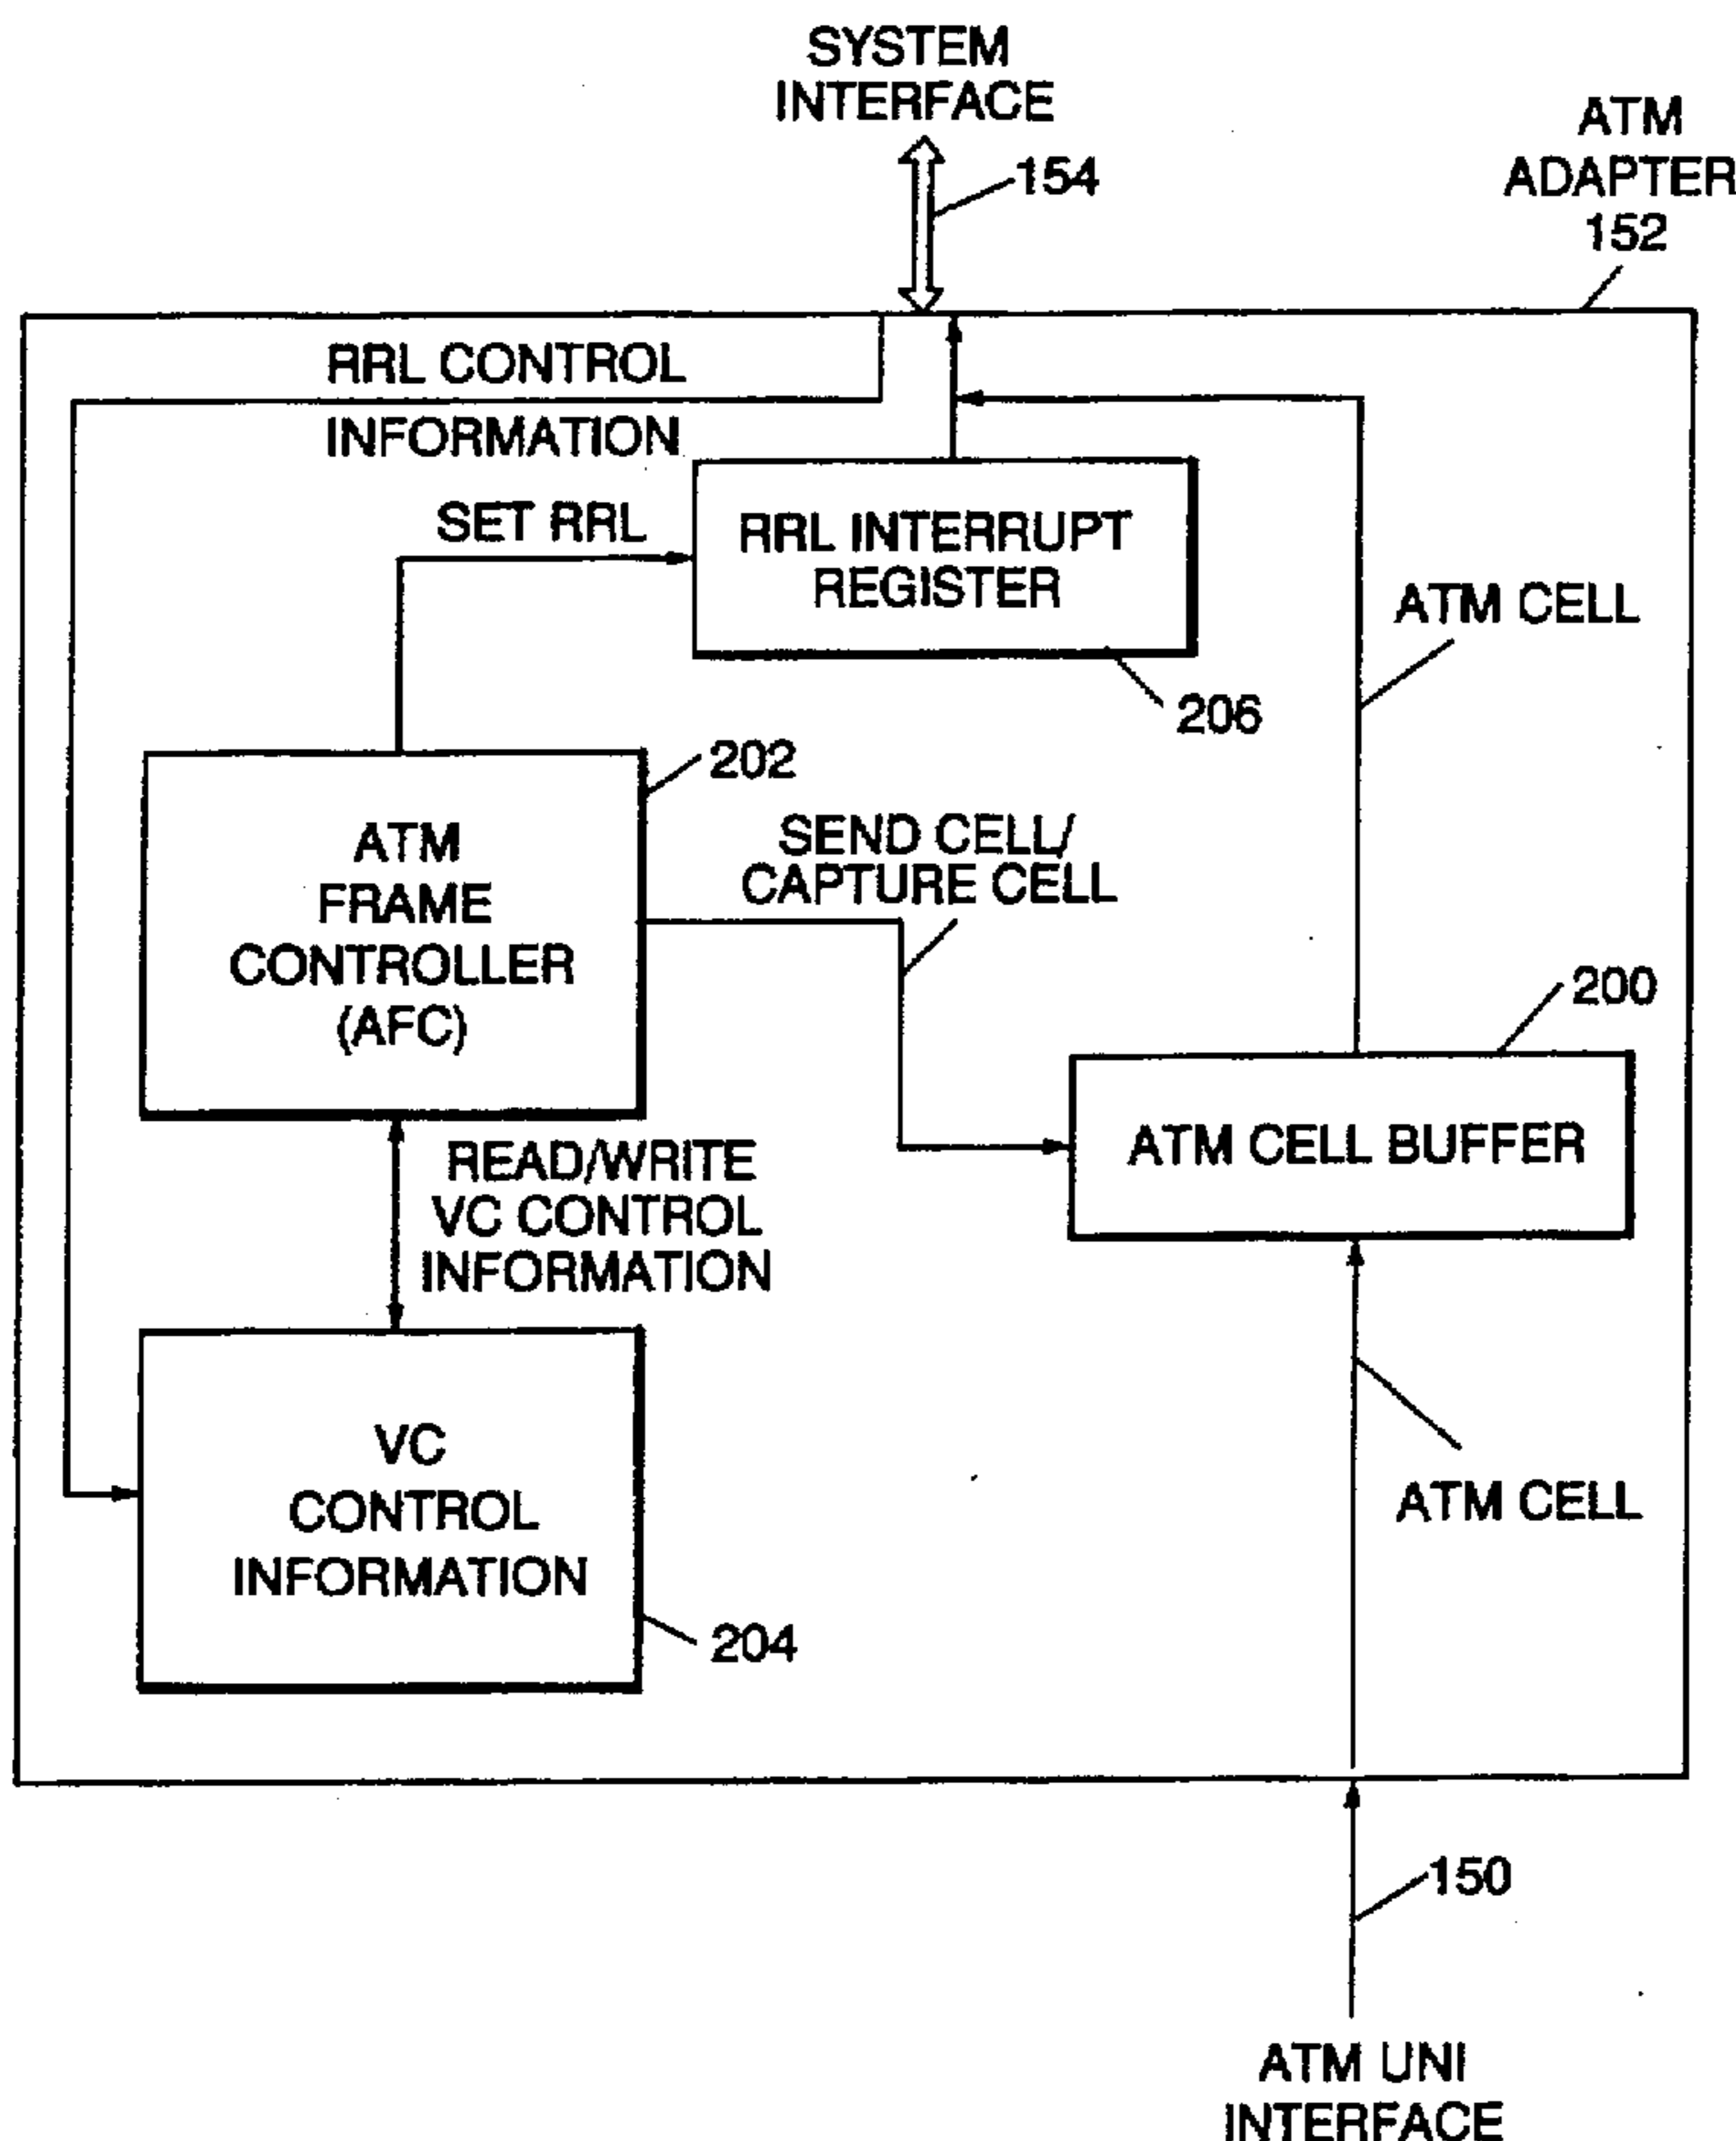 SYSTEM
INTERFACE
154
ATM
ADAPTER
152
RRL CONTROL
INFORMATION
SET RRL
RRL INTERRUPT
REGISTER
206
ATM CELL
202
ATM
FRAME
CONTROLLER
(AFC)
SEND CELL/
CAPTURE CELL
200
ATM CELL BUFFER
READ/WRITE
VC CONTROL
INFORMATION
VC
CONTROL
INFORMATION
204
ATM CELL
150
ATM UNI
INTERFACE